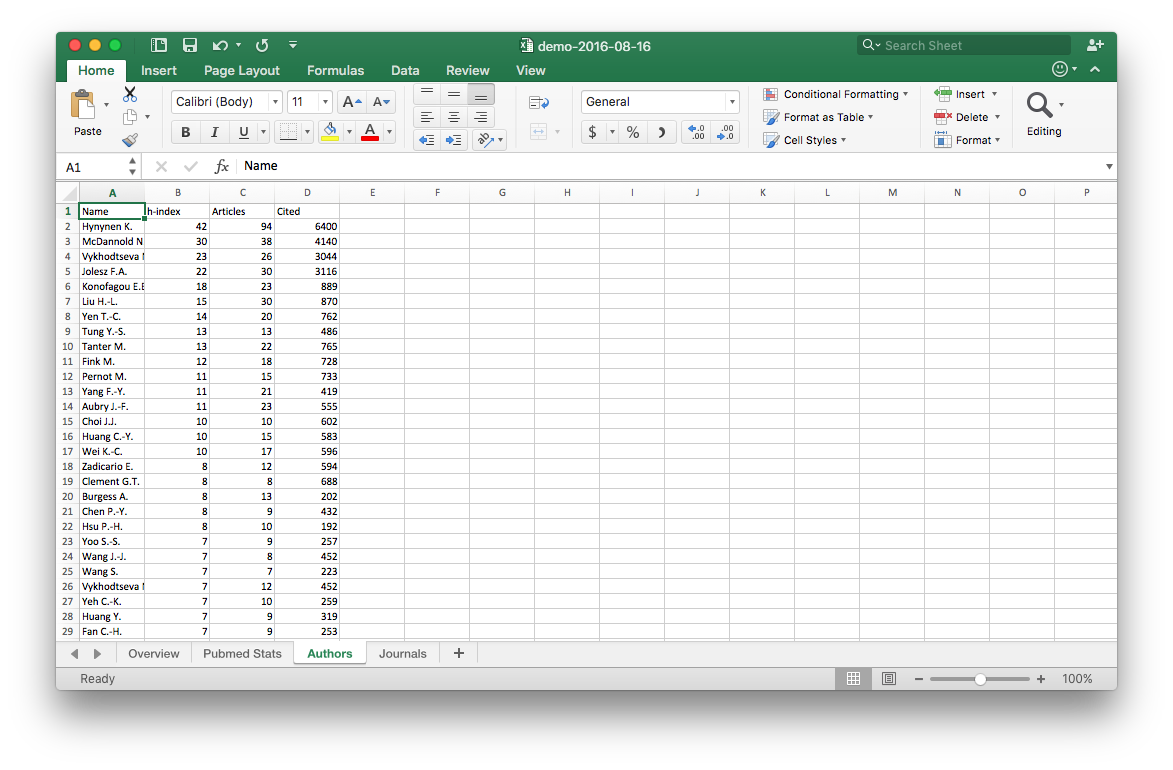 demo-2016-08-16
Search Sheet
Home Insert Page Layout Formulas Data Review View
Paste
Calibri (Body) 11 A A
B I U A
General
$ % )
Conditional Formatting
Format as Table
Cell Styles
Insert
Delete
Format
Editing
A1 fx Name
A B C D E F G H I J K L M N O P
1 Name h-index Articles Cited
2 Hynynen K. 42 94 6400
3 McDannold N 30 38 4140
4 Vykhodtseva 23 26 3044
5 Jolesz F.A. 22 30 3116
6 Konofagou E.E 18 23 889
7 Liu H.-L. 15 30 870
8 Yen T.-C. 14 20 762
9 Tung Y.-S. 13 13 486
10 Tanter M. 13 22 765
11 Fink M. 12 18 728
12 Pernot M. 11 15 733
13 Yang F.-Y. 11 21 419
14 Aubry J.-F. 11 23 555
15 Choi J.J. 10 10 602
16 Huang C.-Y. 10 15 583
17 Wei K.-C. 10 17 596
18 Zadicario E. 8 12 594
19 Clement G.T. 8 8 688
20 Burgess A. 8 13 202
21 Chen P.-Y. 8 9 432
22 Hsu P.-H. 8 10 192
23 Yoo S.-S. 7 9 257
24 Wang J.-J. 7 8 452
25 Wang S. 7 7 223
26 Vykhodtseva 7 12 452
27 Yeh C.-K. 7 10 259
28 Huang Y. 7 9 319
29 Fan C.-H. 7 9 253
Overview Pubmed Stats Authors Journals +
Ready 100%